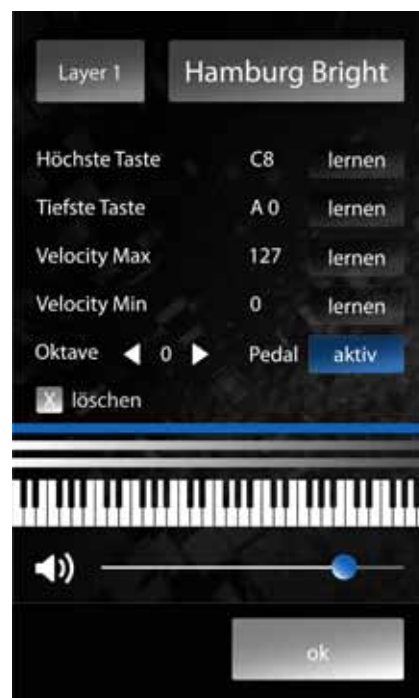 Layer 1 Hamburg Bright
Höchste Taste C8 lernen
Tiefste Taste A 0 lernen
Velocity Max 127 lernen
Velocity Min 0 lernen
Oktave 0 Pedal aktiv
X löschen
ok